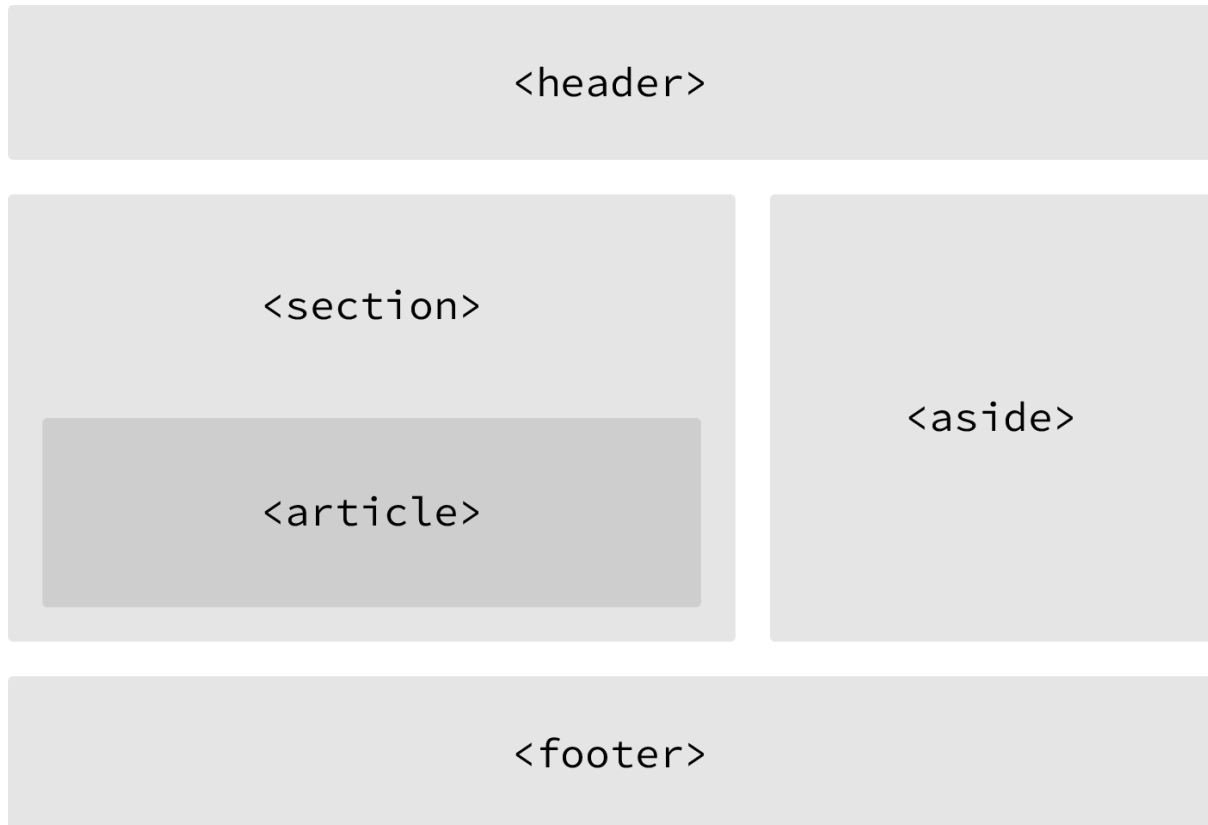 <header>
<section>
<aside>
<article>
<footer>